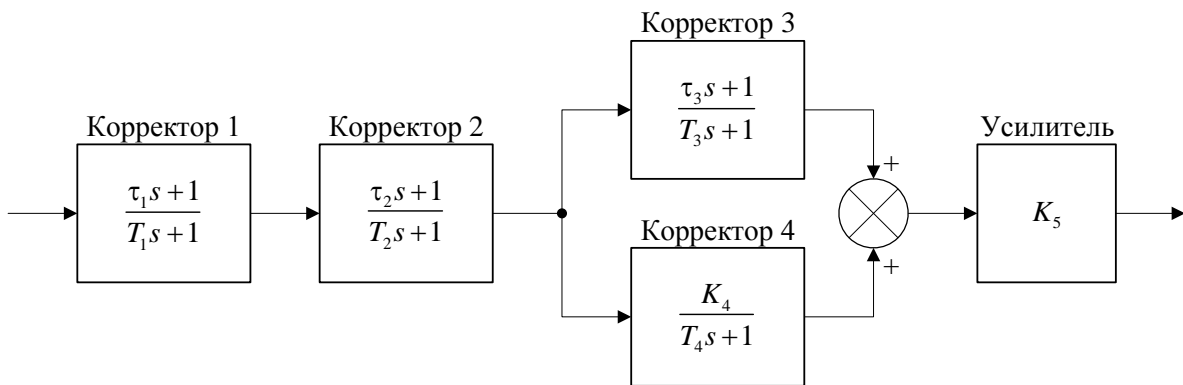 Корректор 1
τ₁s + 1
T₁s + 1
Корректор 2
τ₂s + 1
T₂s + 1
Корректор 3
τ₃s + 1
T₃s + 1
Корректор 4
K₄
T₄s + 1
+
+
Усилитель
K₅